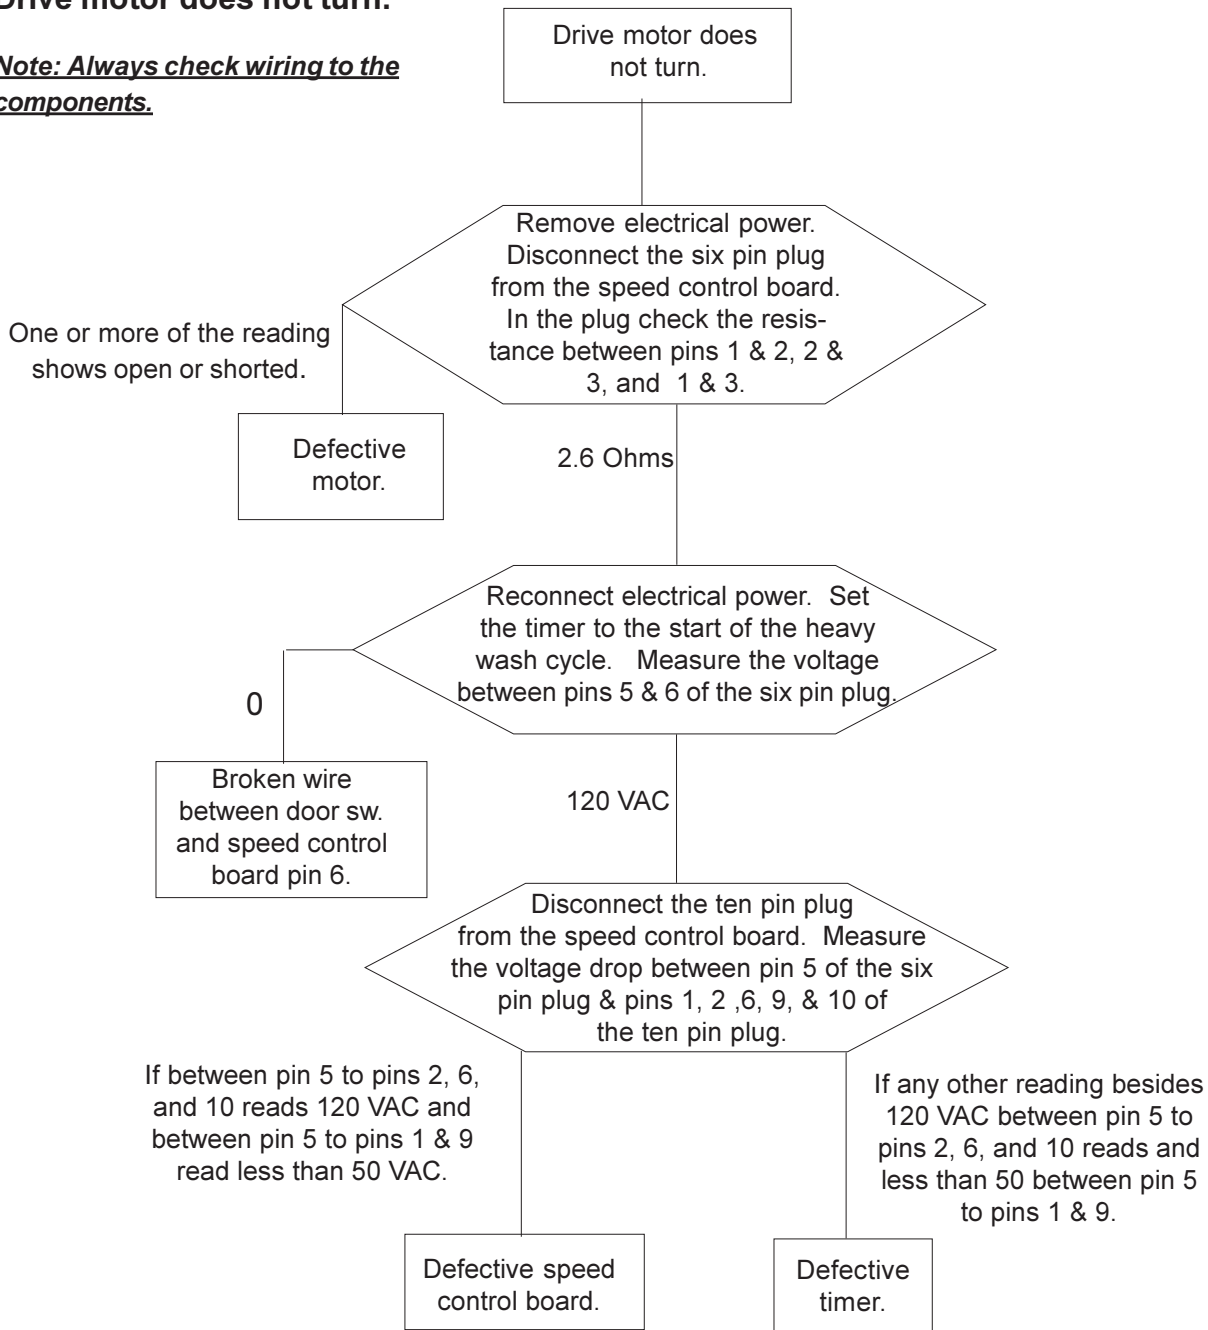 Drive motor does not turn.
Note: Always check wiring to the
components.
Drive motor does
not turn.
Remove electrical power.
Disconnect the six pin plug
from the speed control board.
In the plug check the resis-
tance between pins 1 & 2, 2 &
3, and 1 & 3.
One or more of the reading
shows open or shorted.
Defective
motor.
2.6 Ohms
Reconnect electrical power. Set
the timer to the start of the heavy
wash cycle. Measure the voltage
between pins 5 & 6 of the six pin plug.
0
Broken wire
between door sw.
and speed control
board pin 6.
120 VAC
Disconnect the ten pin plug
from the speed control board. Measure
the voltage drop between pin 5 of the six
pin plug & pins 1, 2 ,6, 9, & 10 of
the ten pin plug.
If between pin 5 to pins 2, 6,
and 10 reads 120 VAC and
between pin 5 to pins 1 & 9
read less than 50 VAC.
If any other reading besides
120 VAC between pin 5 to
pins 2, 6, and 10 reads and
less than 50 between pin 5
to pins 1 & 9.
Defective speed
control board.
Defective
timer.